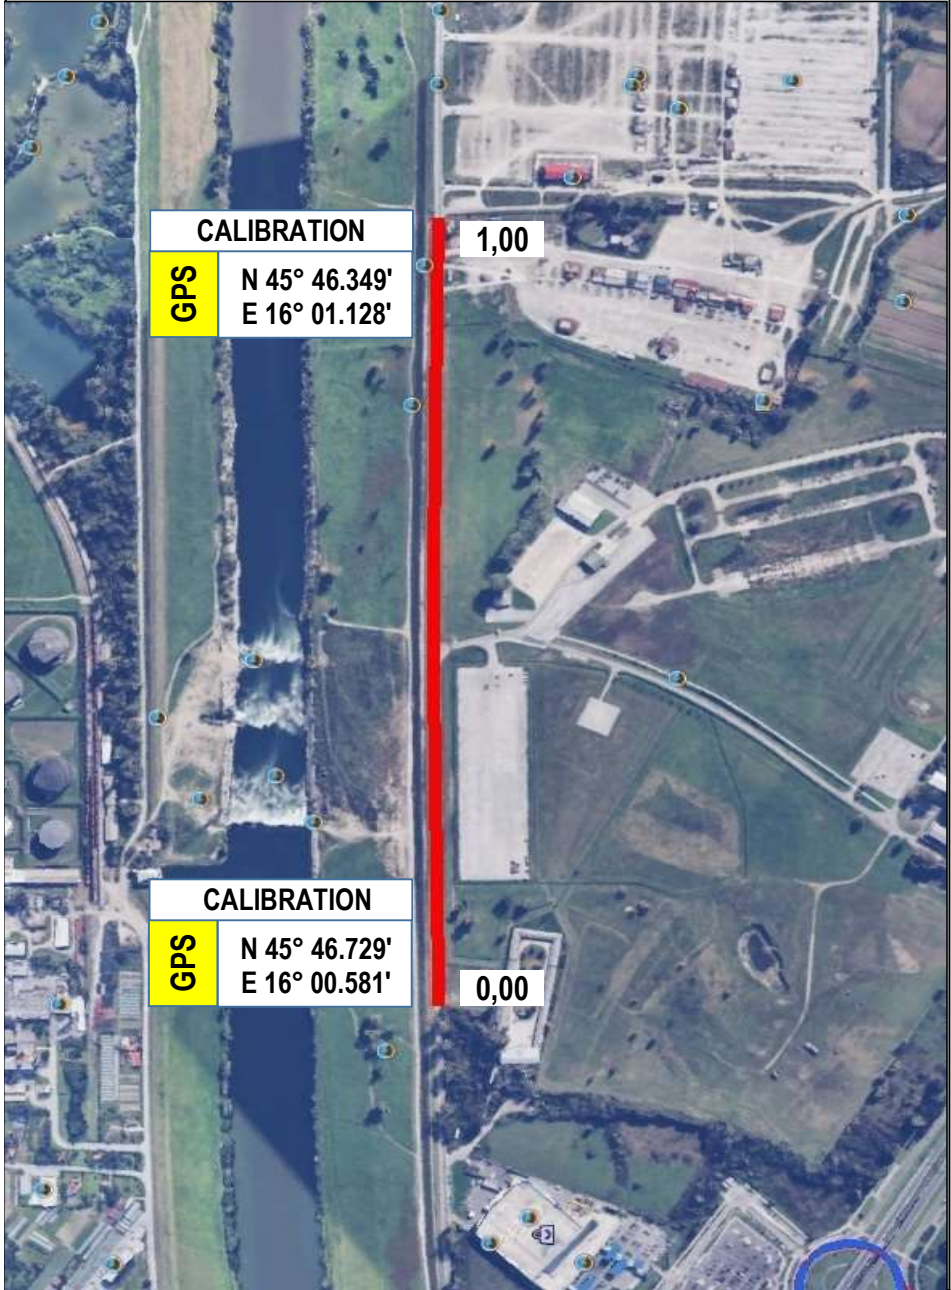 CALIBRATION
GPS
N 45° 46.349'
E 16° 01.128'
1,00
CALIBRATION
GPS
N 45° 46.729'
E 16° 00.581'
0,00